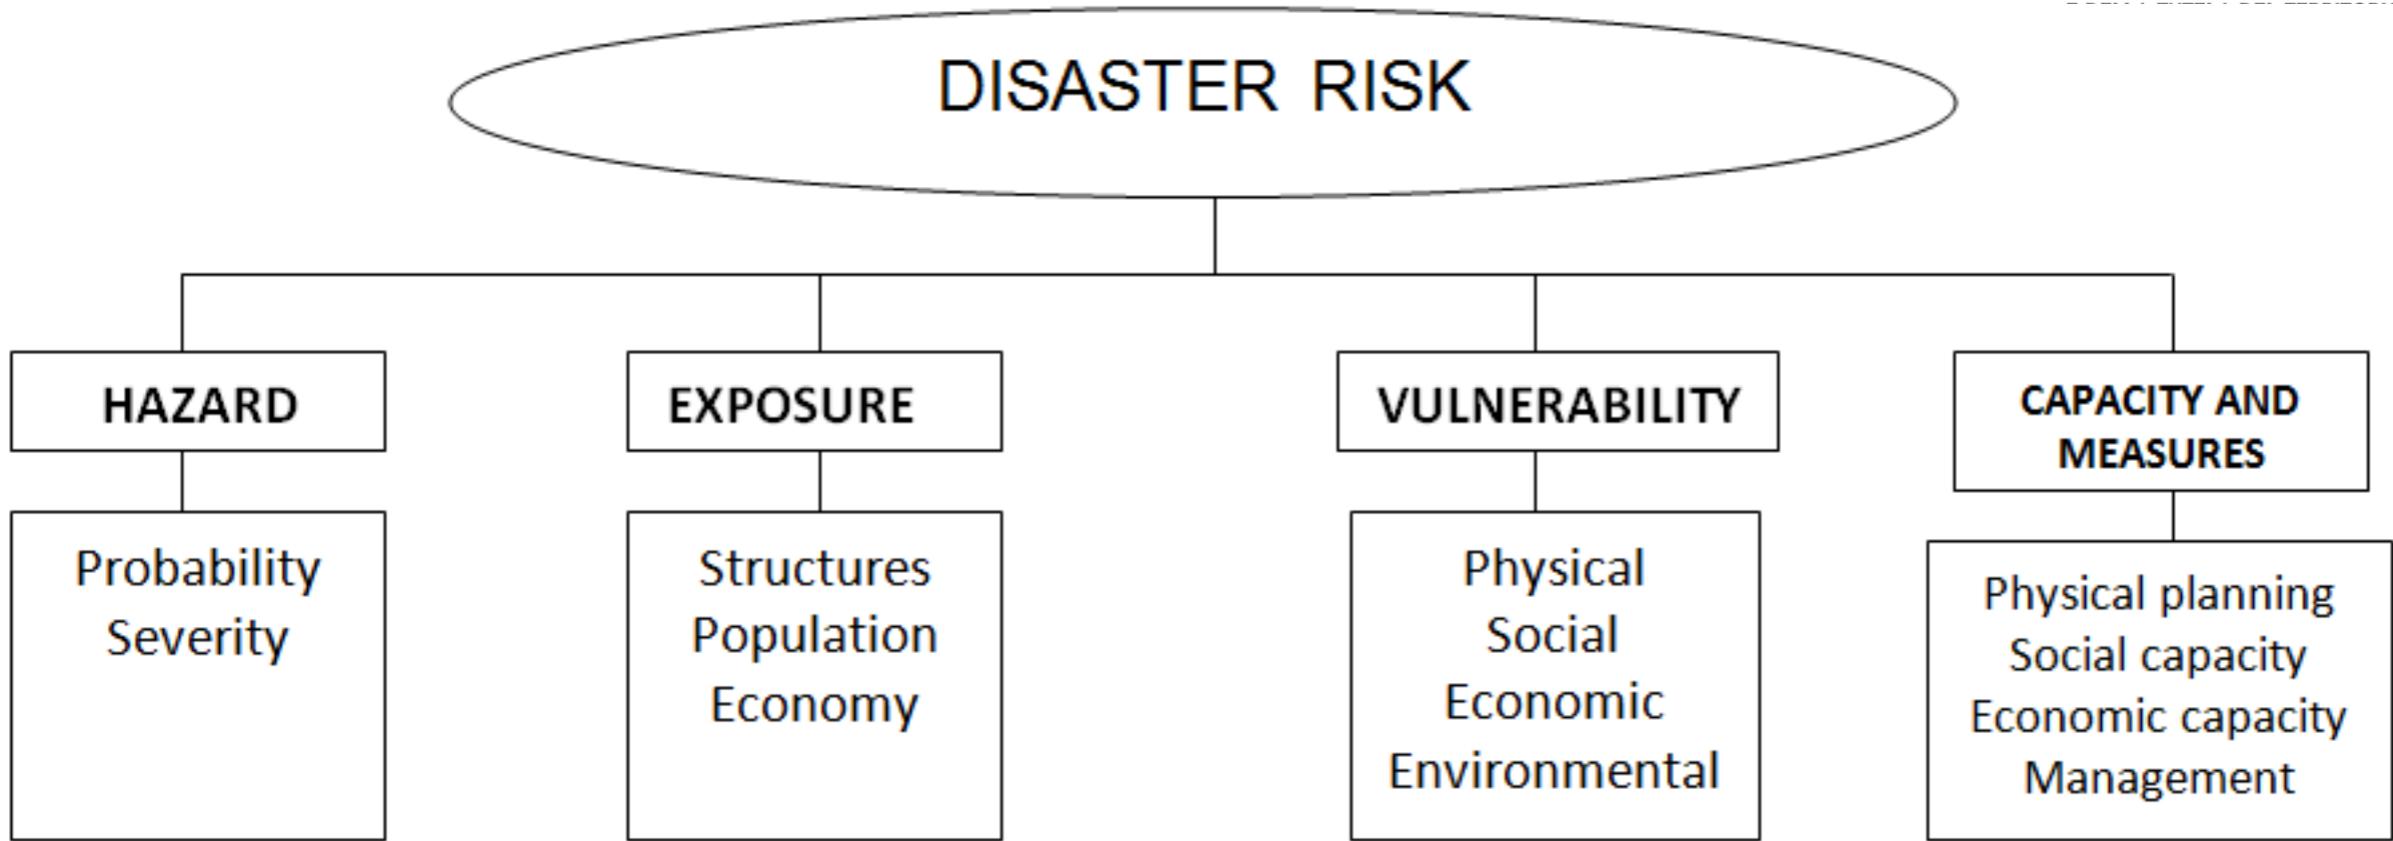 DISASTER RISK
HAZARD
EXPOSURE
VULNERABILITY
CAPACITY AND
MEASURES
Probability
Severity
Structures
Population
Economy
Physical
Social
Economic
Environmental
Physical planning
Social capacity
Economic capacity
Management